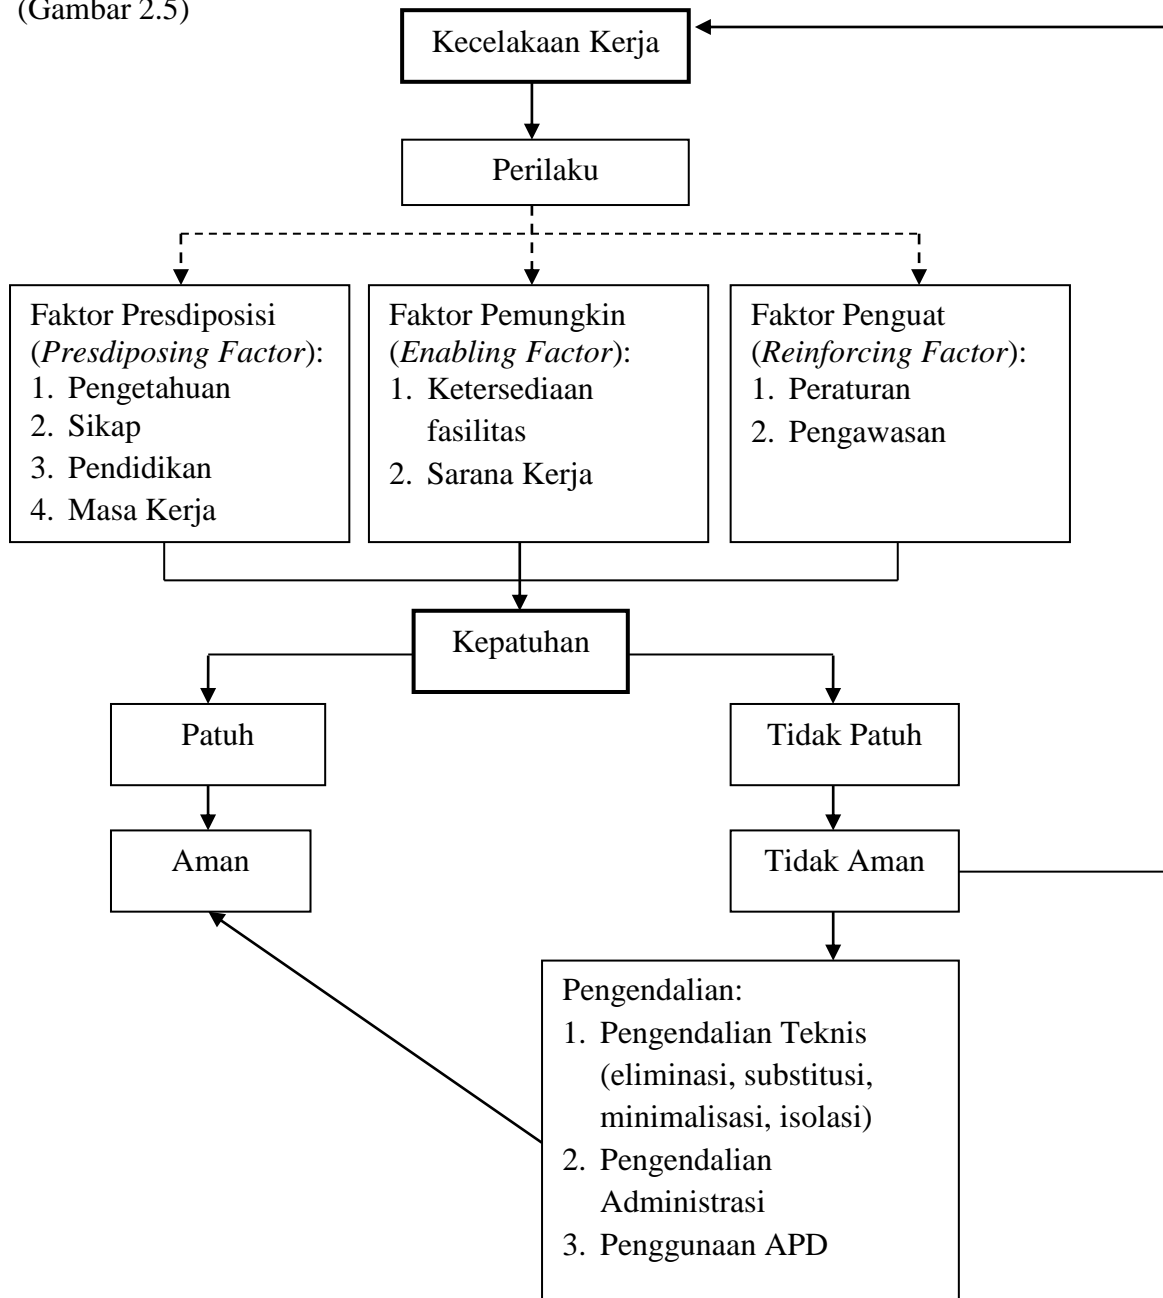 (Gambar 2.5)
Kecelakaan Kerja
Perilaku
Faktor Presdiposisi
(Presdiposing Factor):
1. Pengetahuan
2. Sikap
3. Pendidikan
4. Masa Kerja
Faktor Pemungkin
(Enabling Factor):
1. Ketersediaan
fasilitas
2. Sarana Kerja
Faktor Penguat
(Reinforcing Factor):
1. Peraturan
2. Pengawasan
Kepatuhan
Patuh
Tidak Patuh
Aman
Tidak Aman
Pengendalian:
1. Pengendalian Teknis
(eliminasi, substitusi,
minimalisasi, isolasi)
2. Pengendalian
Administrasi
3. Penggunaan APD